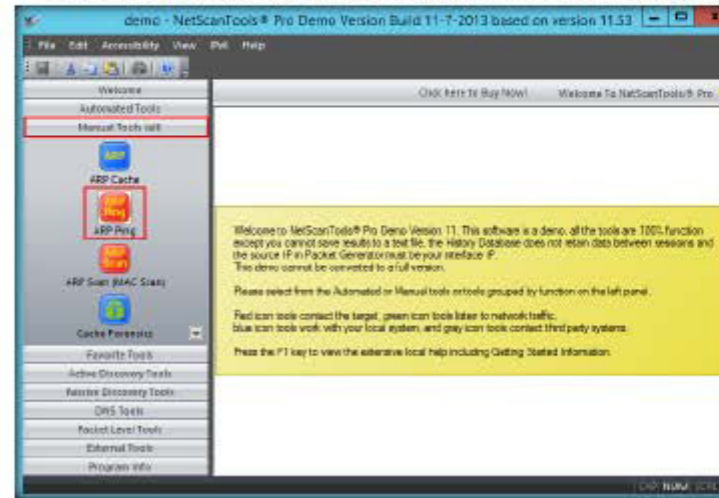 demo - NetScanTools® Pro Demo Version Build 11-7-2013 based on version 11.53
File Edit Accessibility View IPv6 Help
Welcome
Automated Tools
Manual Tools (all)
ARP Cache
ARP Ping
ARP Scan (MAC Scan)
Cache Forensics
Favorite Tools
Active Discovery Tools
Passive Discovery Tools
DNS Tools
Packet Level Tools
External Tools
Program Info
Click here to Buy Now!
Welcome To NetScanTools® Pro
Welcome to NetScanTools® Pro Demo Version 11. This software is a demo, all the tools are 100% function
except you cannot save results to a text file, the History Database does not retain data between sessions and
the source IP in Packet Generator must be your interface IP.
This demo cannot be converted to a full version.
Please select from the Automated or Manual tools or tools grouped by function on the left panel.
Red icon tools contact the target, green icon tools listen to network traffic,
blue icon tools work with your local system, and gray icon tools contact third party systems.
Press the F1 key to view the extensive local help including Getting Started Information.
CAP NUM SCRL